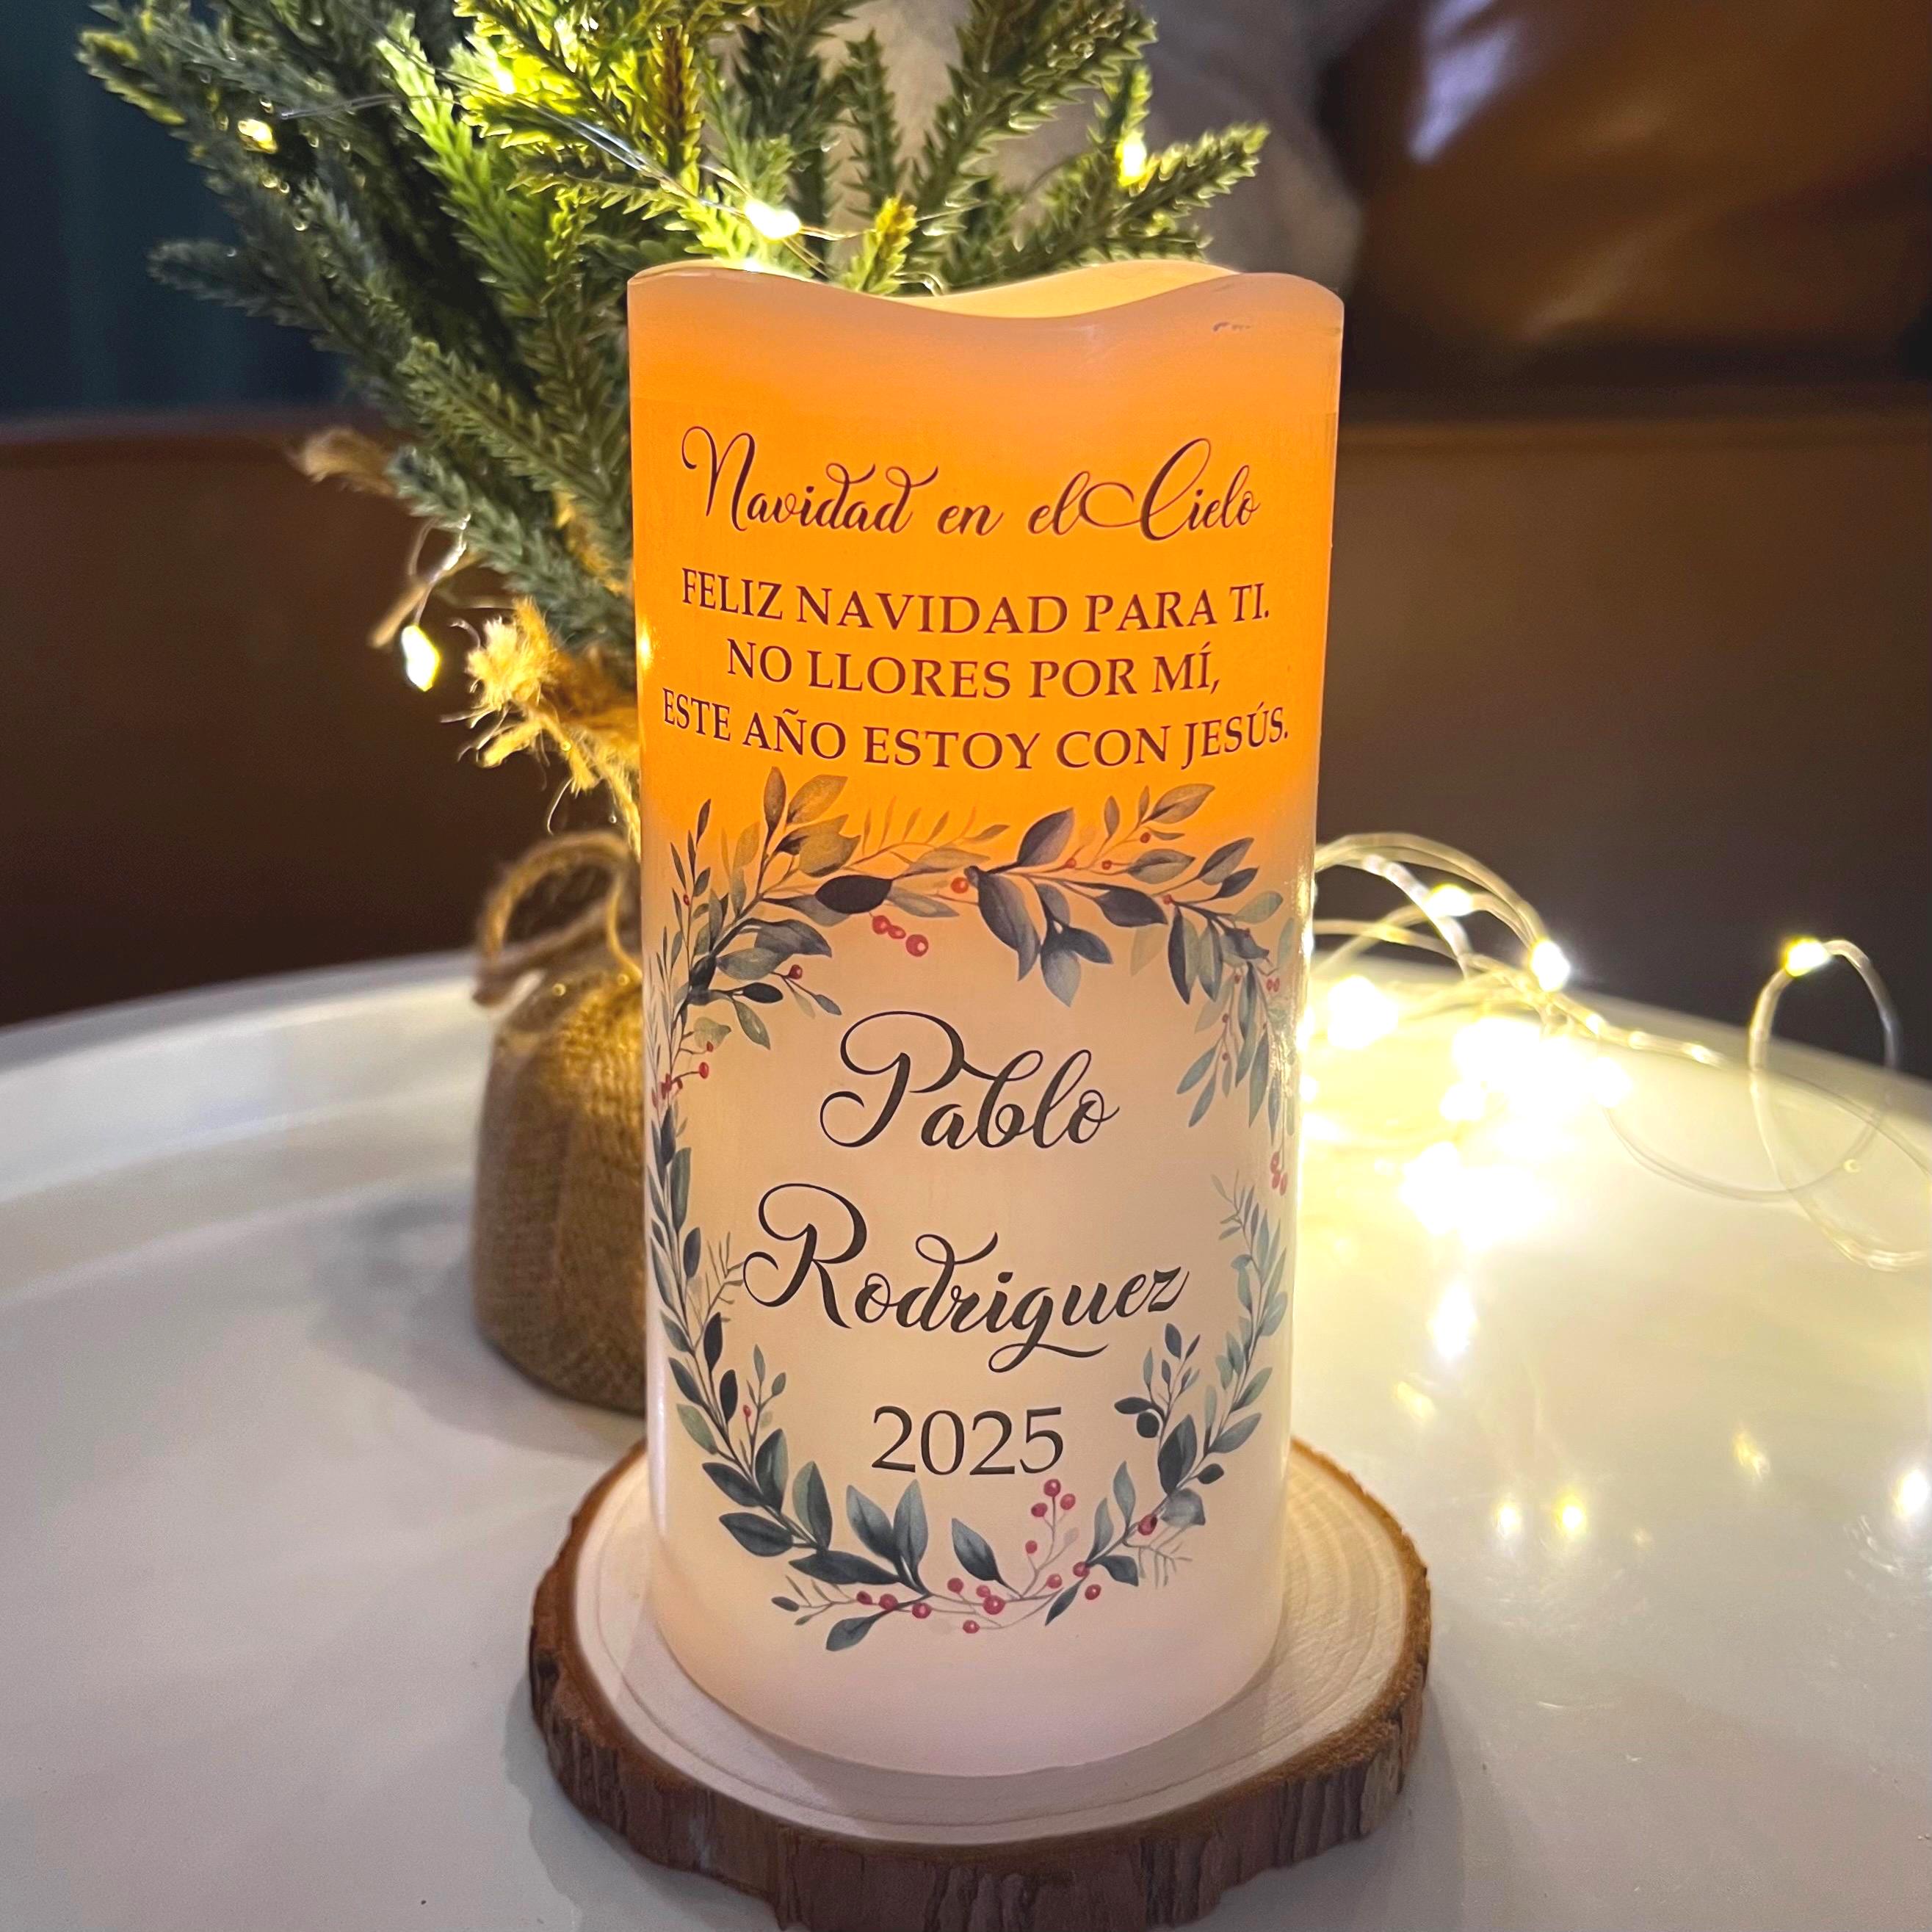 Navidad en el Cielo
FELIZ NAVIDAD PARA TI.
NO LLORES POR MÍ,
ESTE AÑO ESTOY CON JESÚS.
Pablo
Rodriguez
2025